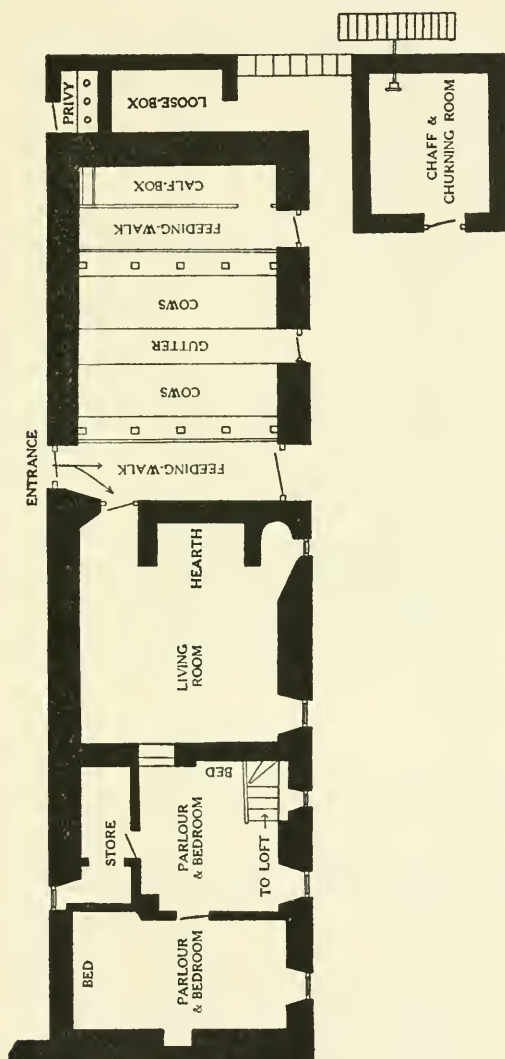 PRIVY
LOOSE-BOX
CHAFF &
CHURNING ROOM
CALF-BOX
FEEDING-WALK
COWS
GUTTER
COWS
ENTRANCE
FEEDING-WALK
HEARTH
LIVING
ROOM
BED
STORE
PARLOUR
& BEDROOM
TO LOFT
BED
PARLOUR
& BEDROOM